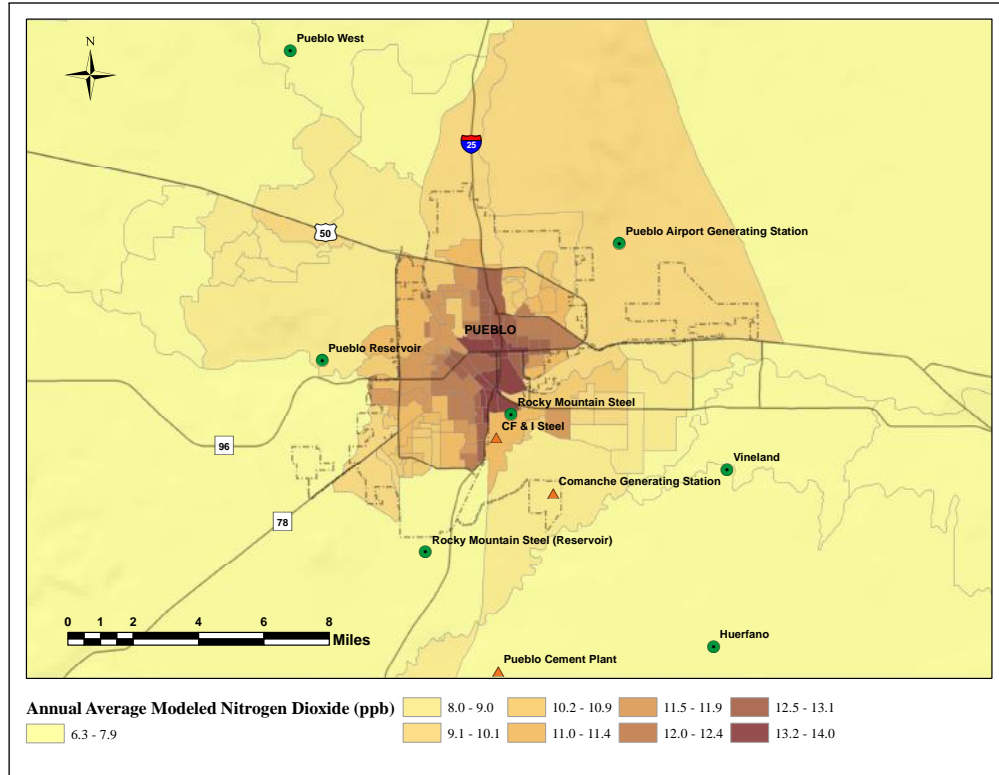 Pueblo West
N
25
Pueblo Airport Generating Station
50
PUEBLO
Pueblo Reservoir
Rocky Mountain Steel
CF & I Steel
96
Vineland
Comanche Generating Station
78
Rocky Mountain Steel (Reservoir)
0 1 2 4 6 8
Miles
Huerfano
Pueblo Cement Plant
Annual Average Modeled Nitrogen Dioxide (ppb)
6.3 - 7.9
8.0 - 9.0
9.1 - 10.1
10.2 - 10.9
11.0 - 11.4
11.5 - 11.9
12.0 - 12.4
12.5 - 13.1
13.2 - 14.0